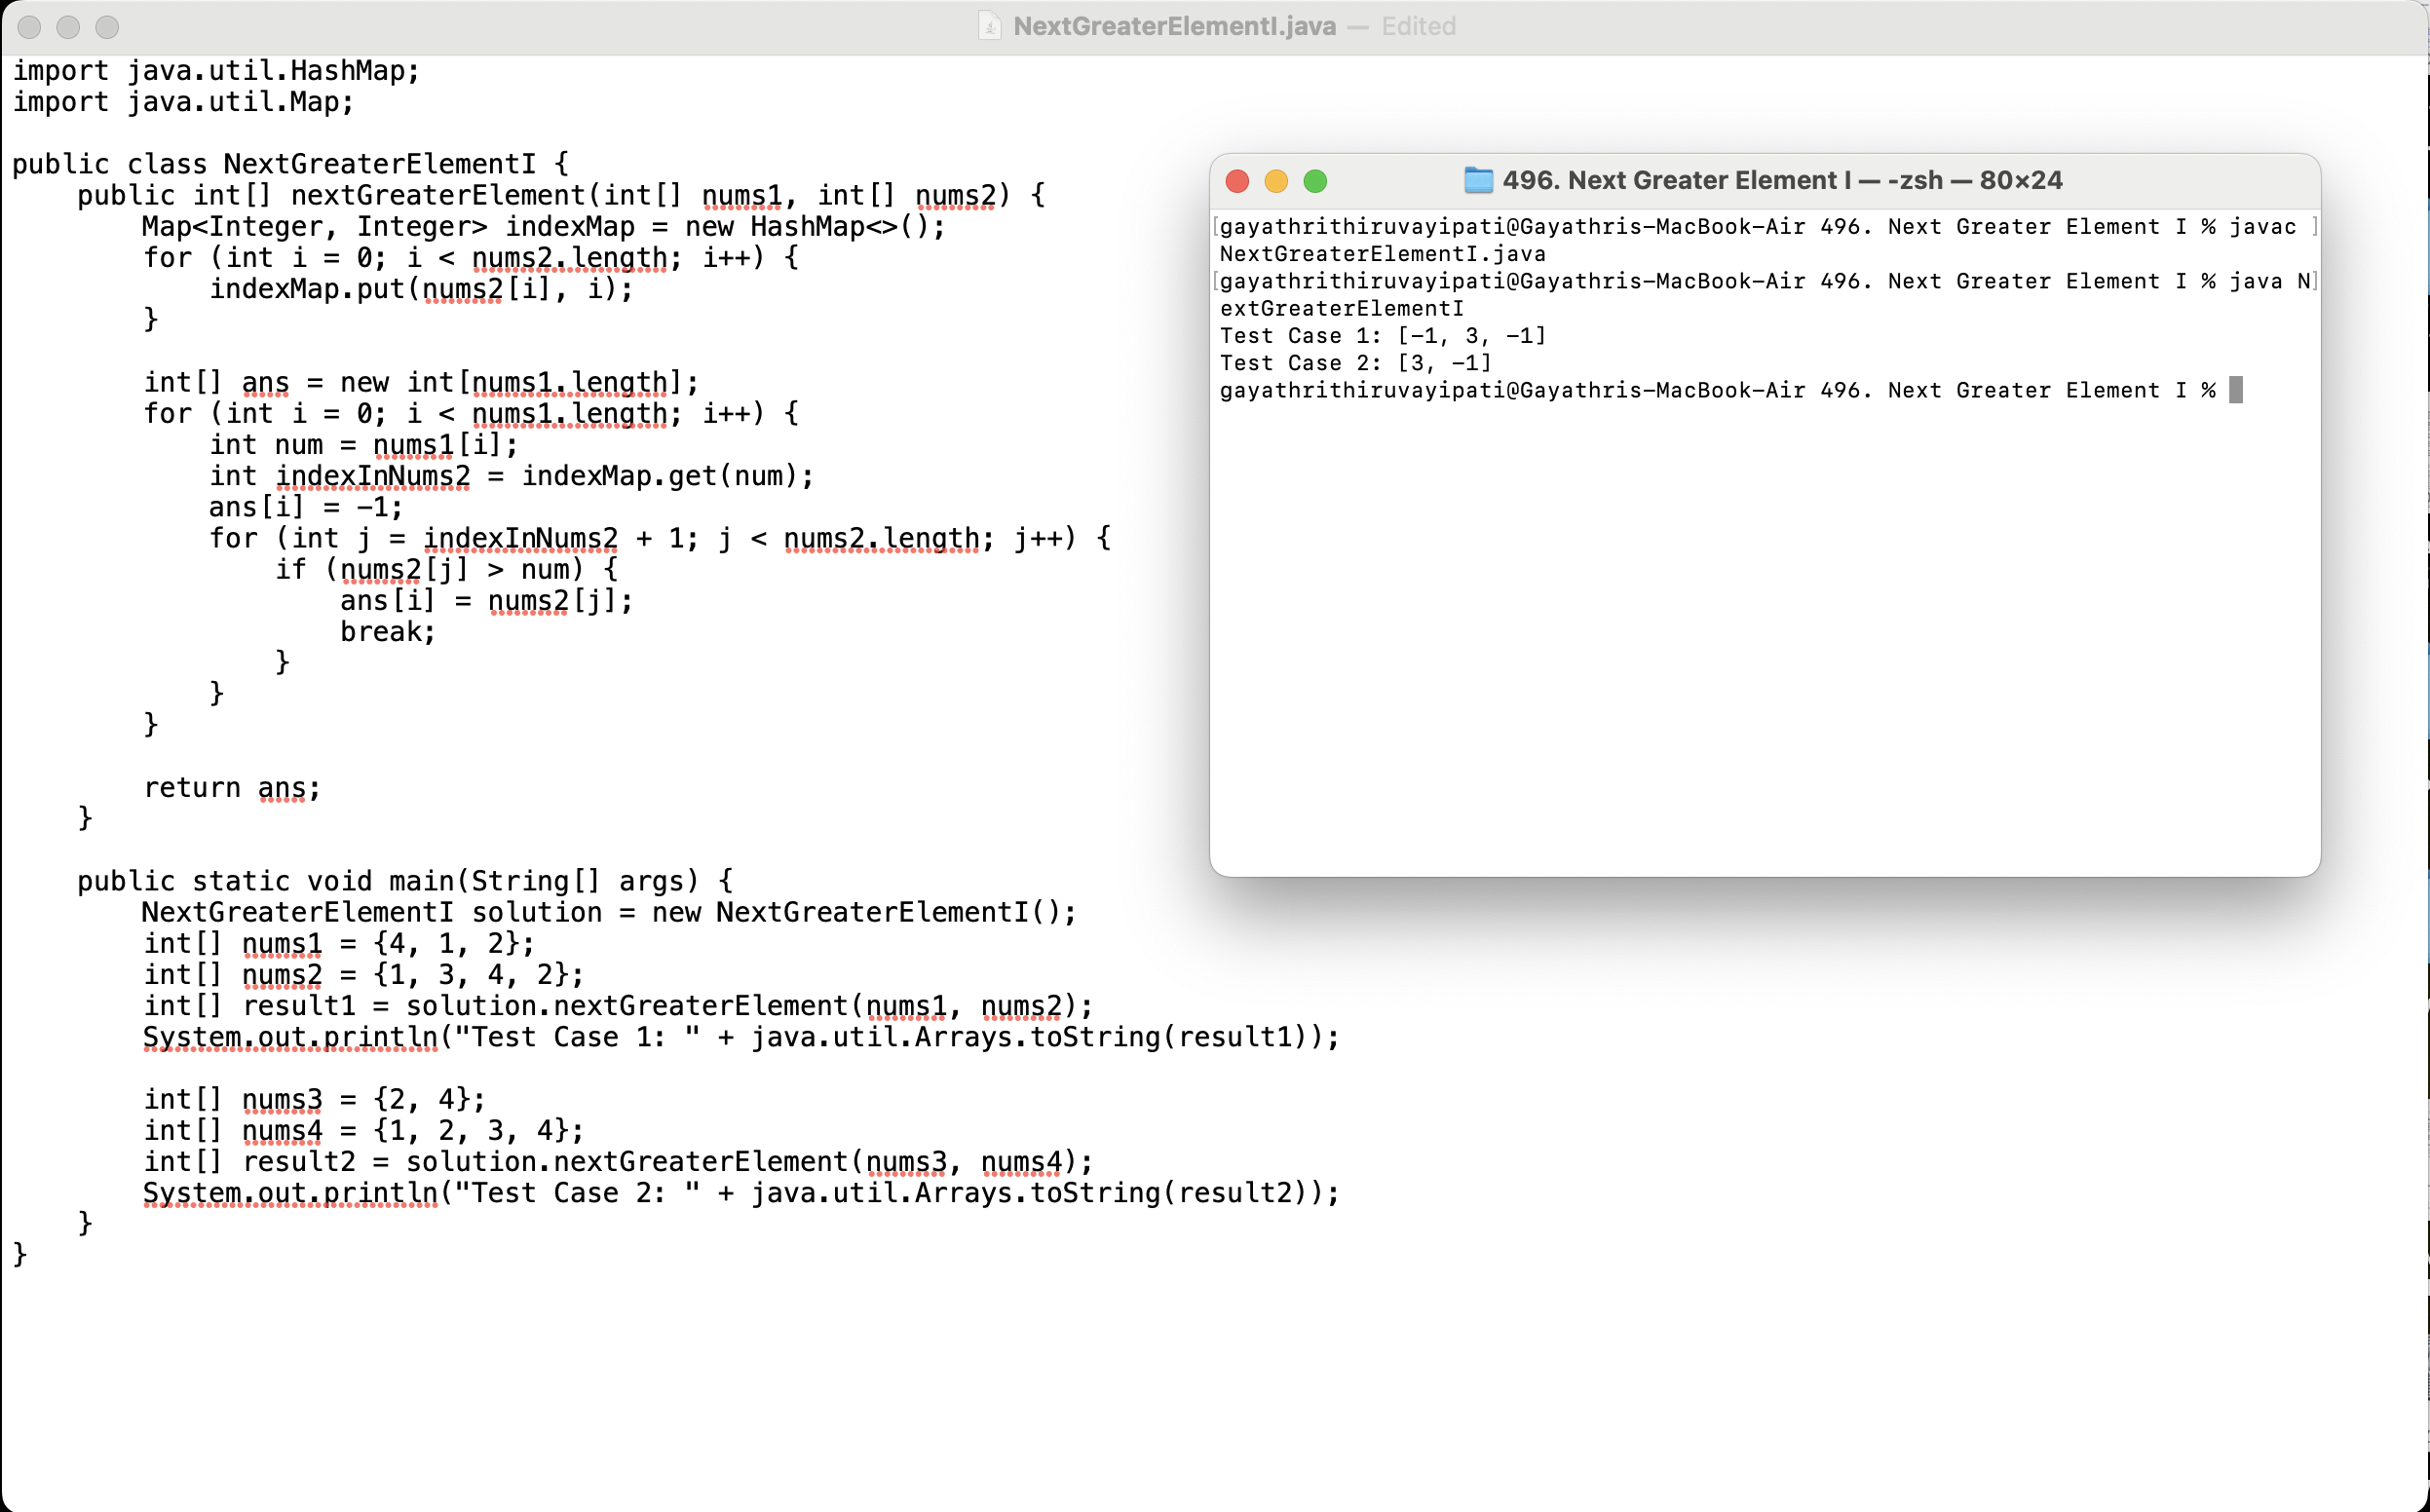 NextGreaterElementI.java — Edited
import java.util.HashMap;
import java.util.Map;

public class NextGreaterElementI {
    public int[] nextGreaterElement(int[] nums1, int[] nums2) {
        Map<Integer, Integer> indexMap = new HashMap<>();
        for (int i = 0; i < nums2.length; i++) {
            indexMap.put(nums2[i], i);
        }

        int[] ans = new int[nums1.length];
        for (int i = 0; i < nums1.length; i++) {
            int num = nums1[i];
            int indexInNums2 = indexMap.get(num);
            ans[i] = -1;
            for (int j = indexInNums2 + 1; j < nums2.length; j++) {
                if (nums2[j] > num) {
                    ans[i] = nums2[j];
                    break;
                }
            }
        }

        return ans;
    }

    public static void main(String[] args) {
        NextGreaterElementI solution = new NextGreaterElementI();
        int[] nums1 = {4, 1, 2};
        int[] nums2 = {1, 3, 4, 2};
        int[] result1 = solution.nextGreaterElement(nums1, nums2);
        System.out.println("Test Case 1: " + java.util.Arrays.toString(result1));

        int[] nums3 = {2, 4};
        int[] nums4 = {1, 2, 3, 4};
        int[] result2 = solution.nextGreaterElement(nums3, nums4);
        System.out.println("Test Case 2: " + java.util.Arrays.toString(result2));
    }
}
496. Next Greater Element I — -zsh — 80×24
[gayathrithiruvayipati@Gayathris-MacBook-Air 496. Next Greater Element I % javac ]
NextGreaterElementI.java
[gayathrithiruvayipati@Gayathris-MacBook-Air 496. Next Greater Element I % java N]
extGreaterElementI
Test Case 1: [-1, 3, -1]
Test Case 2: [3, -1]
gayathrithiruvayipati@Gayathris-MacBook-Air 496. Next Greater Element I %